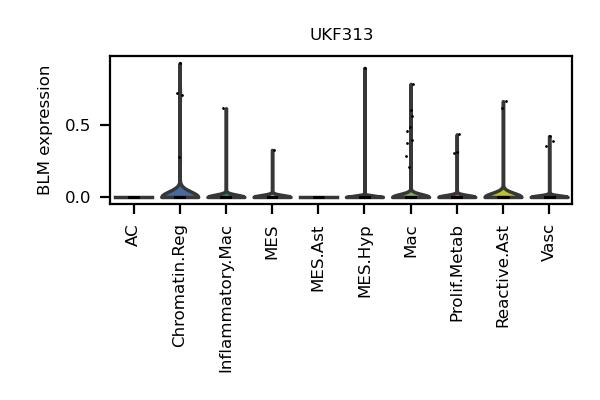 UKF313
BLM expression
0.5
0.0
AC
Chromatin.Reg
Inflammatory.Mac
MES
MES.Ast
MES.Hyp
Mac
Prolif.Metab
Reactive.Ast
Vasc